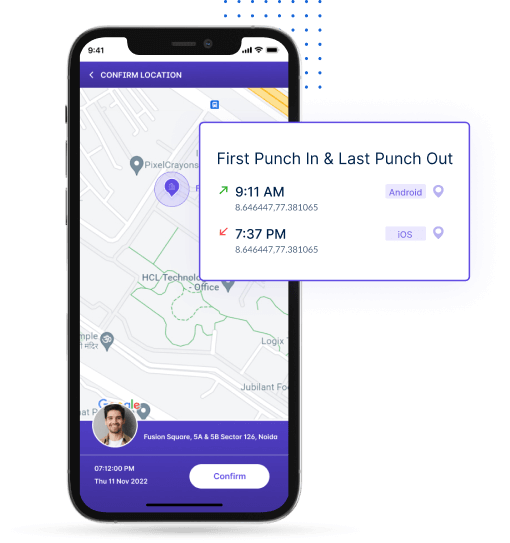 9:41
CONFIRM LOCATION
PixelCrayons
First Punch In & Last Punch Out
9:11 AM
Android
8.646447,77.381065
7:37 PM
iOS
8.646447,77.381065
HCL Technolo
- Office
Logix
मंदिर
Jubilant Fo
Google
Fusion Square, 5A & 5B Sector 126, Noida
07:12:00 PM
Thu 11 Nov 2022
Confirm